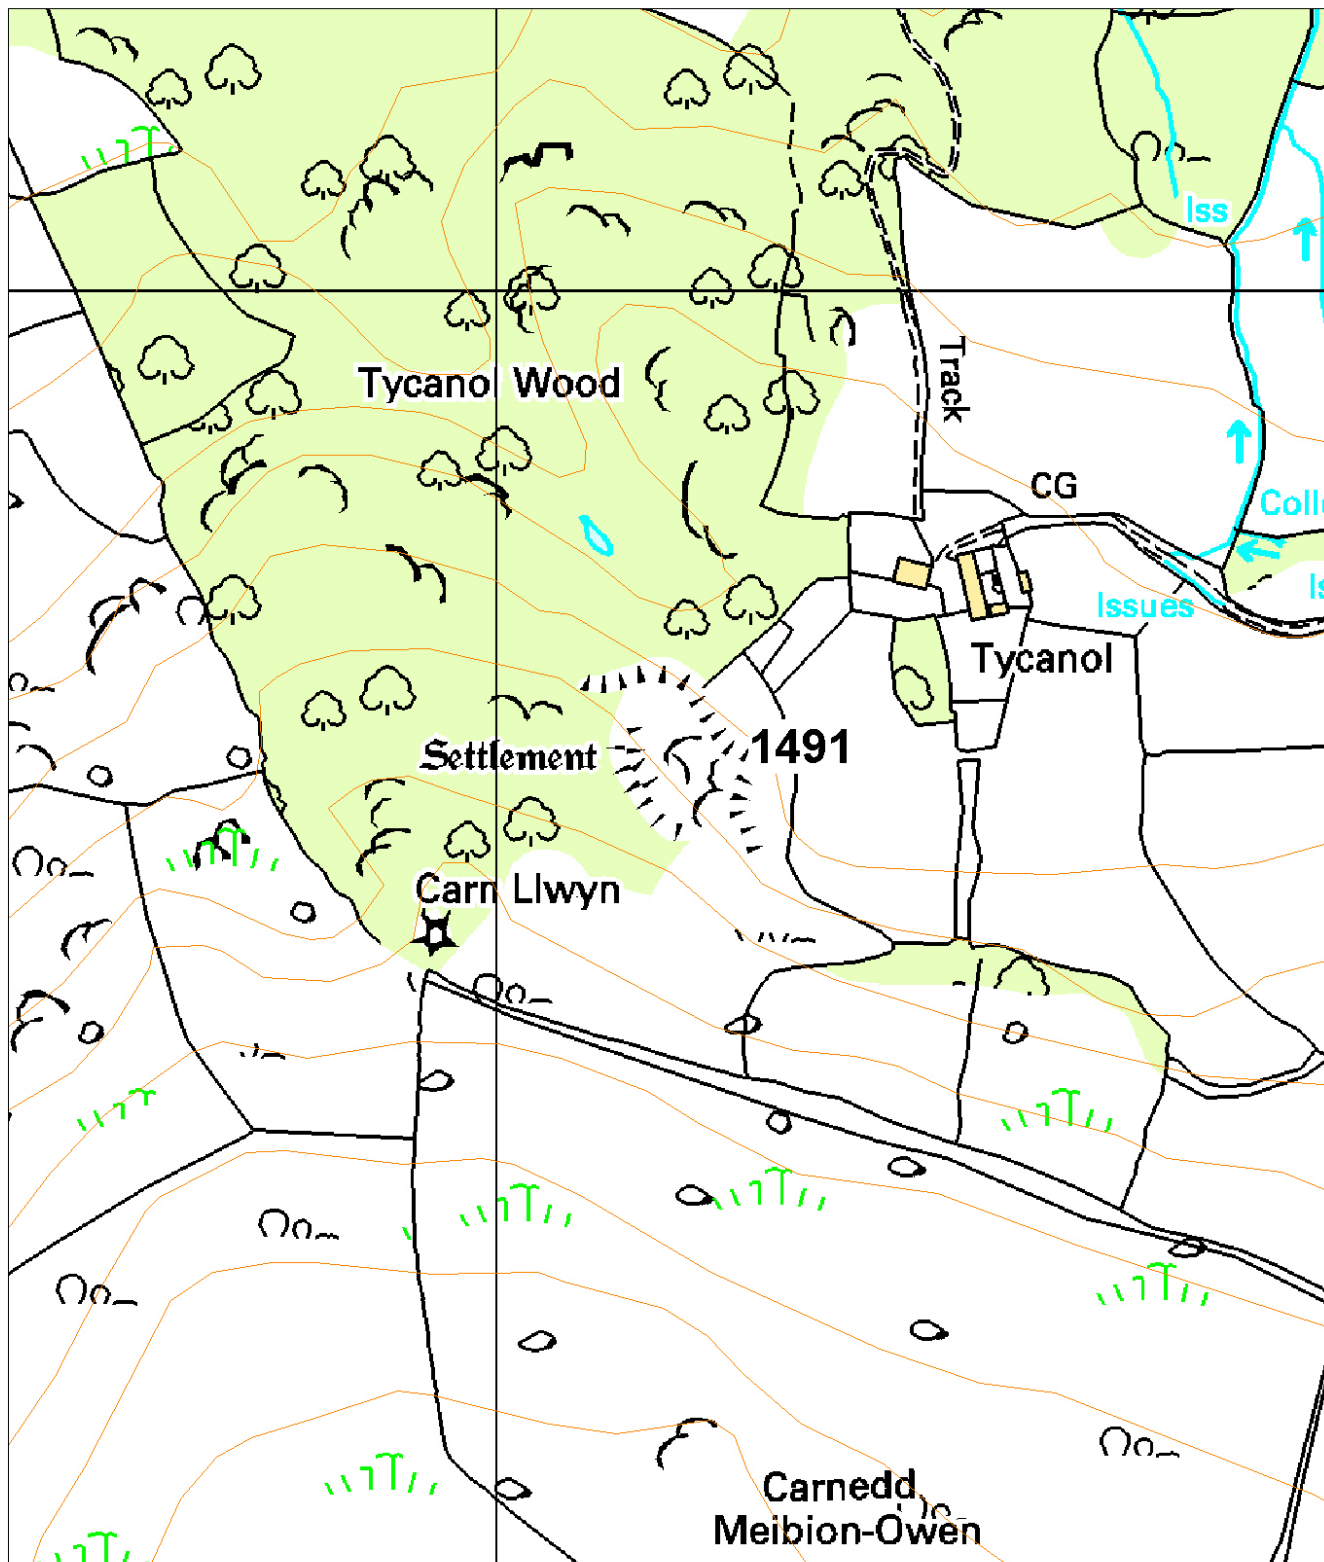 Iss
Track
Tycanol Wood
CG
Issues
Tycanol
Settlement
1491
Carn Llwyn
Carnedd
Meibion-Owen